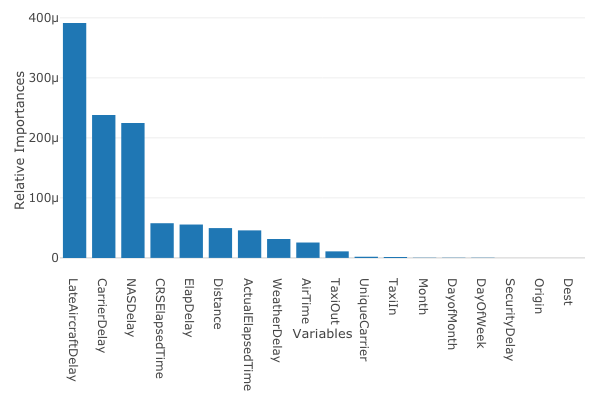 400μ
300μ
200μ
100μ
0
Relative Importances
LateAircraftDelay
CarrierDelay
NASDelay
CRSElapsedTime
ElapDelay
Distance
ActualElapsedTime
WeatherDelay
AirTime
TaxiOut
UniqueCarrier
TaxiIn
Month
DayofMonth
DayOfWeek
SecurityDelay
Origin
Dest
Variables